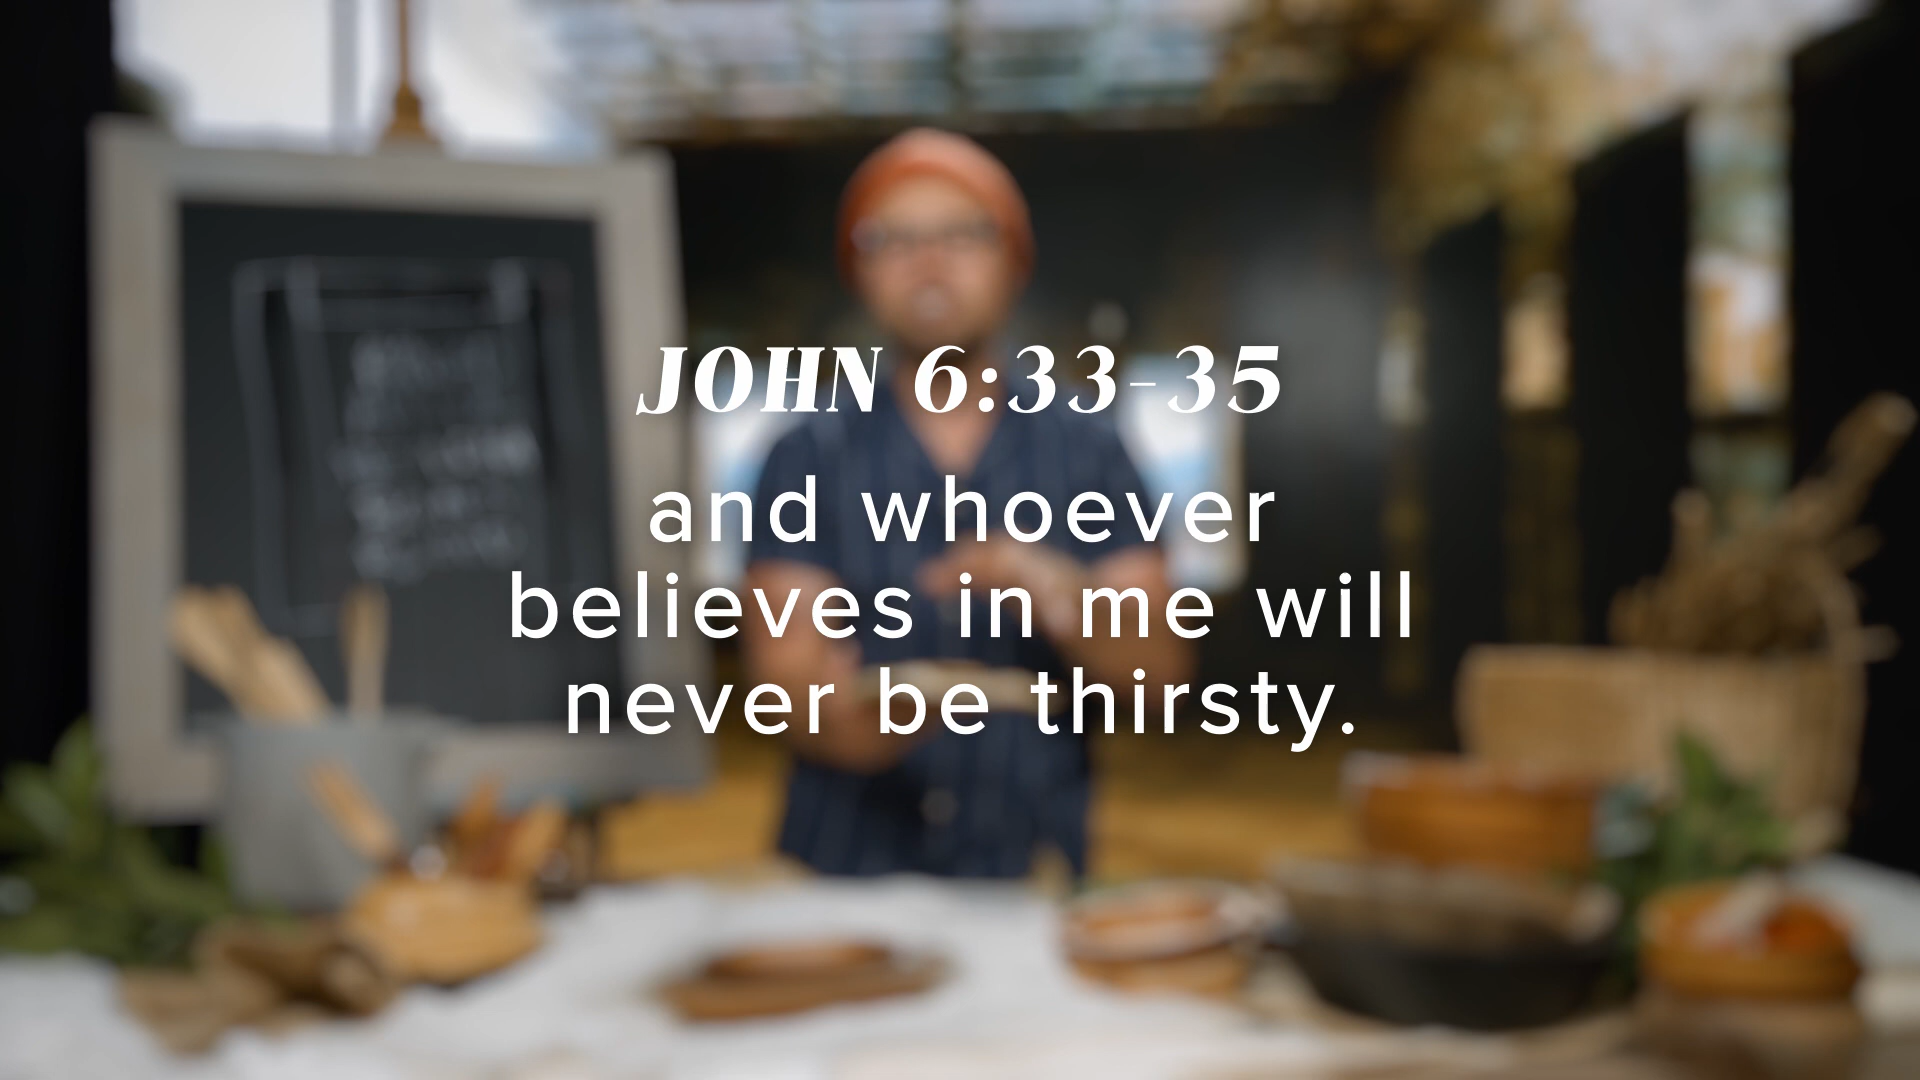 JOHN 6:33-35
and whoever
believes in me will
never be thirsty.